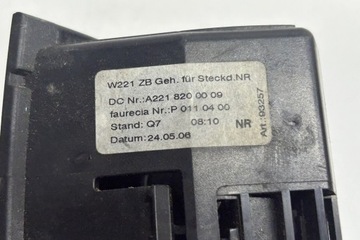 W221 ZB Geh. für Steckd.NR
DC Nr.:A221 820 00 09
faurecia Nr.:P 011 04 00
Stand: Q7 08:10 NR
Datum: 24.05.06
Art.:93257